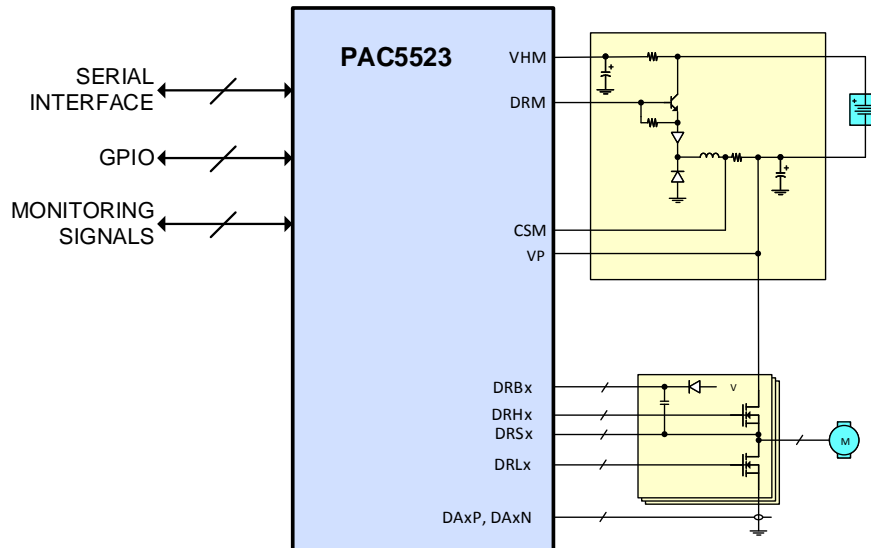 PAC5523
SERIAL
INTERFACE
GPIO
MONITORING
SIGNALS
VHM
DRM
CSM
VP
DRBx
DRHx
DRSx
DRLx
DAxP, DAxN
V
M
+
+
+